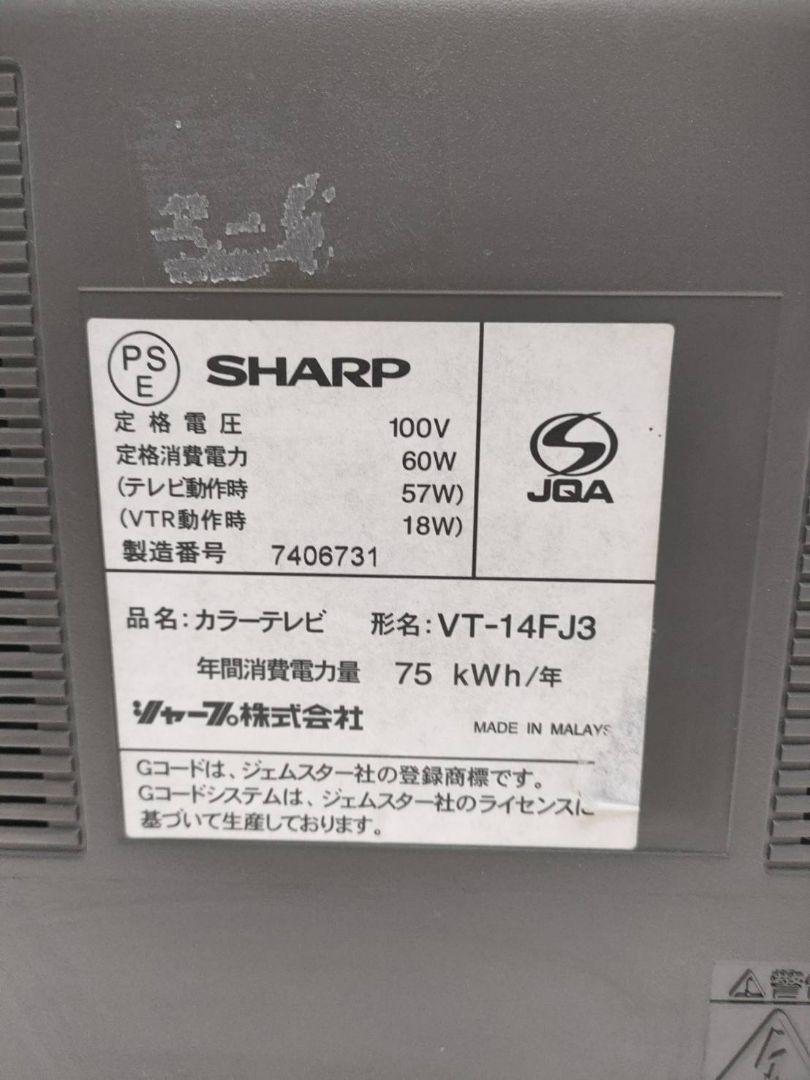 PS
E
SHARP
定格電圧 100V
定格消費電力 60W
(テレビ動作時 57W)
(VTR動作時 18W)
製造番号 7406731
JQA
品名:カラーテレビ 形名:VT-14FJ3
年間消費電力量 75 kWh/年
シャープ株式会社
MADE IN MALAYS
Gコードは、ジェムスター社の登録商標です。
Gコードシステムは、ジェムスター社のライセンスに
基づいて生産しております。
警